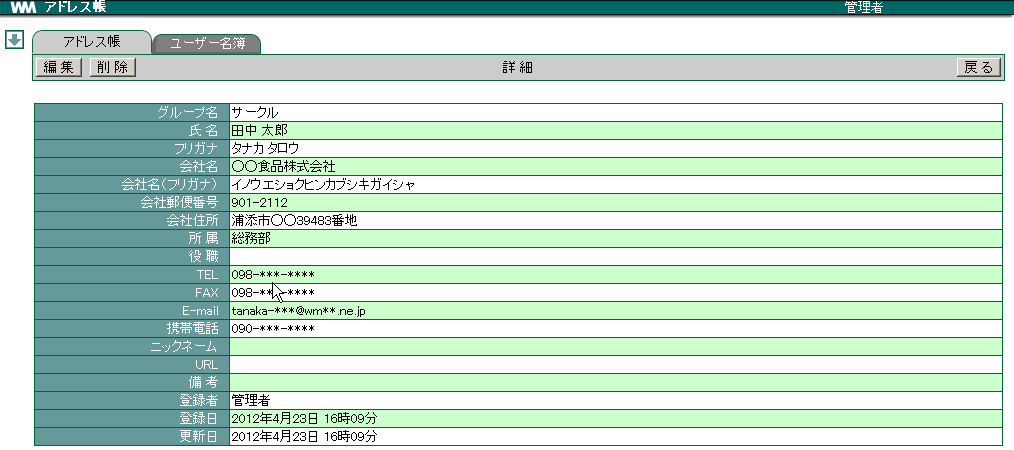 WM アドレス帳 管理者
アドレス帳 ユーザー名簿
編集 削除 詳細 戻る
グループ名 サークル
氏名 田中 太郎
フリガナ タナカ タロウ
会社名 〇〇食品株式会社
会社名(フリガナ) イノウエショクヒンカブシキガイシャ
会社郵便番号 901-2112
会社住所 浦添市〇〇39483番地
所属 総務部
役職
TEL 098-***-****
FAX 098-***-****
E-mail tanaka-***@wm**.ne.jp
携帯電話 090-***-****
ニックネーム
URL
備考
登録者 管理者
登録日 2012年4月23日 16時09分
更新日 2012年4月23日 16時09分